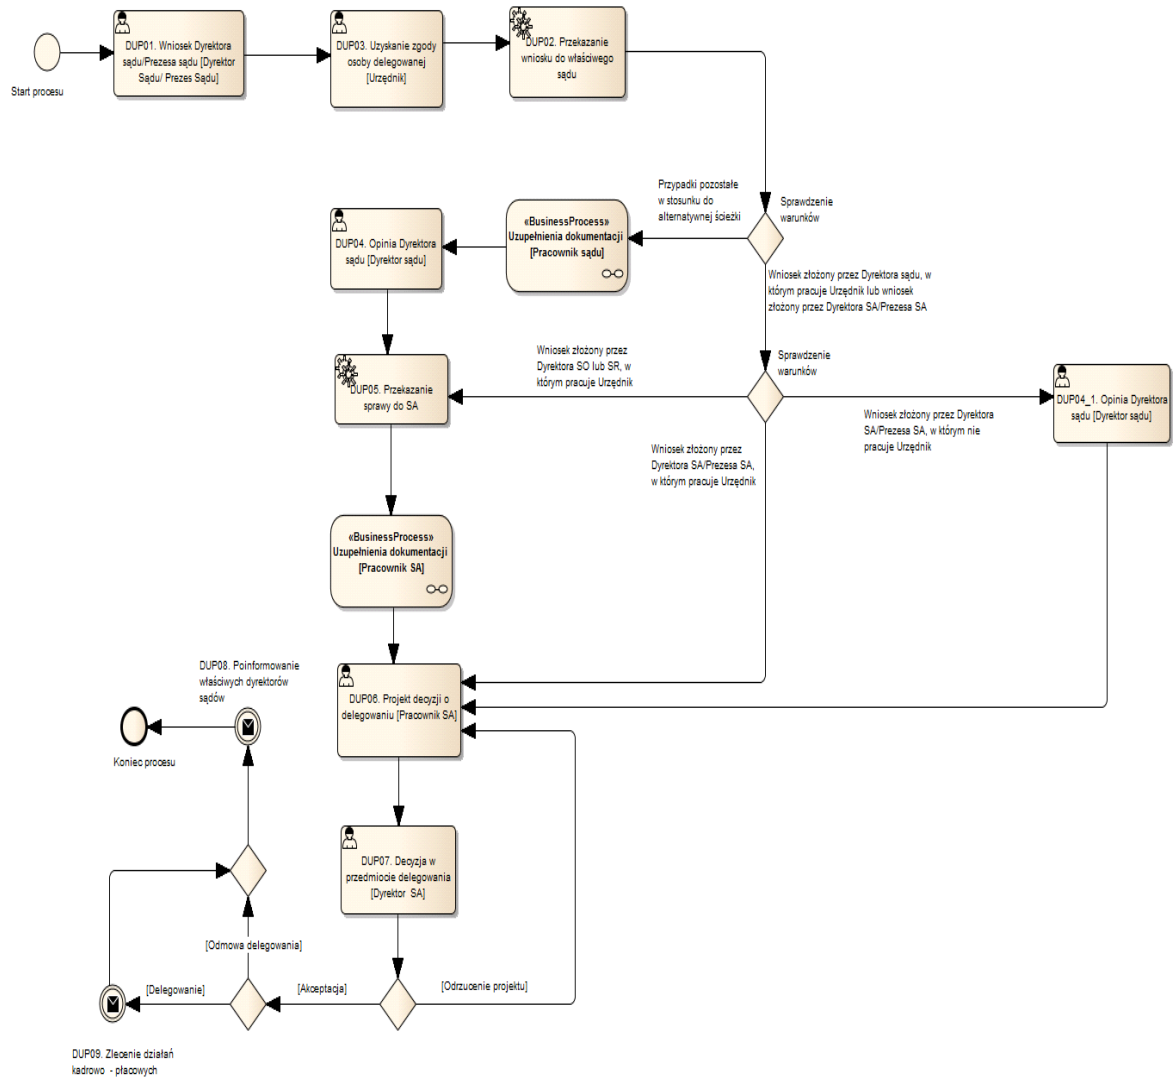 DUP01. Wniosek Dyrektora
sądu/Prezesa sądu [Dyrektor
Sądu/ Prezes Sądu]
Start procesu
DUP03. Uzyskanie zgody
osoby delegowanej
[Urzędnik]
DUP02. Przekazanie
wniosku do właściwego
sądu
Przypadki pozostałe
w stosunku do
alternatywnej ścieżki
Sprawdzenie
warunków
«BusinessProcess»
Uzupełnienia dokumentacji
[Pracownik sądu]
DUP04. Opinia Dyrektora
sądu [Dyrektor sądu]
Wniosek złożony przez Dyrektora sądu, w
którym pracuje Urzędnik lub wniosek
złożony przez Dyrektora SA/Prezesa SA
Wniosek złożony przez
Dyrektora SO lub SR, w
którym pracuje Urzędnik
Sprawdzenie
warunków
DUP05. Przekazanie
sprawy do SA
DUP04_1. Opinia Dyrektora
sądu [Dyrektor sądu]
Wniosek złożony przez Dyrektora
SA/Prezesa SA, w którym nie
pracuje Urzędnik
Wniosek złożony przez
Dyrektora SA/Prezesa SA,
w którym pracuje Urzędnik
«BusinessProcess»
Uzupełnienia dokumentacji
[Pracownik SA]
DUP08. Poinformowanie
właściwych dyrektorów
sądów
DUP06. Projekt decyzji o
delegowaniu [Pracownik SA]
Koniec procesu
DUP07. Decyzja w
przedmiocie delegowania
[Dyrektor SA]
[Odmowa delegowania]
[Delegowanie]
[Akceptacja]
[Odrzucenie projektu]
DUP09. Zlecenie działań
kadrowo - płacowych